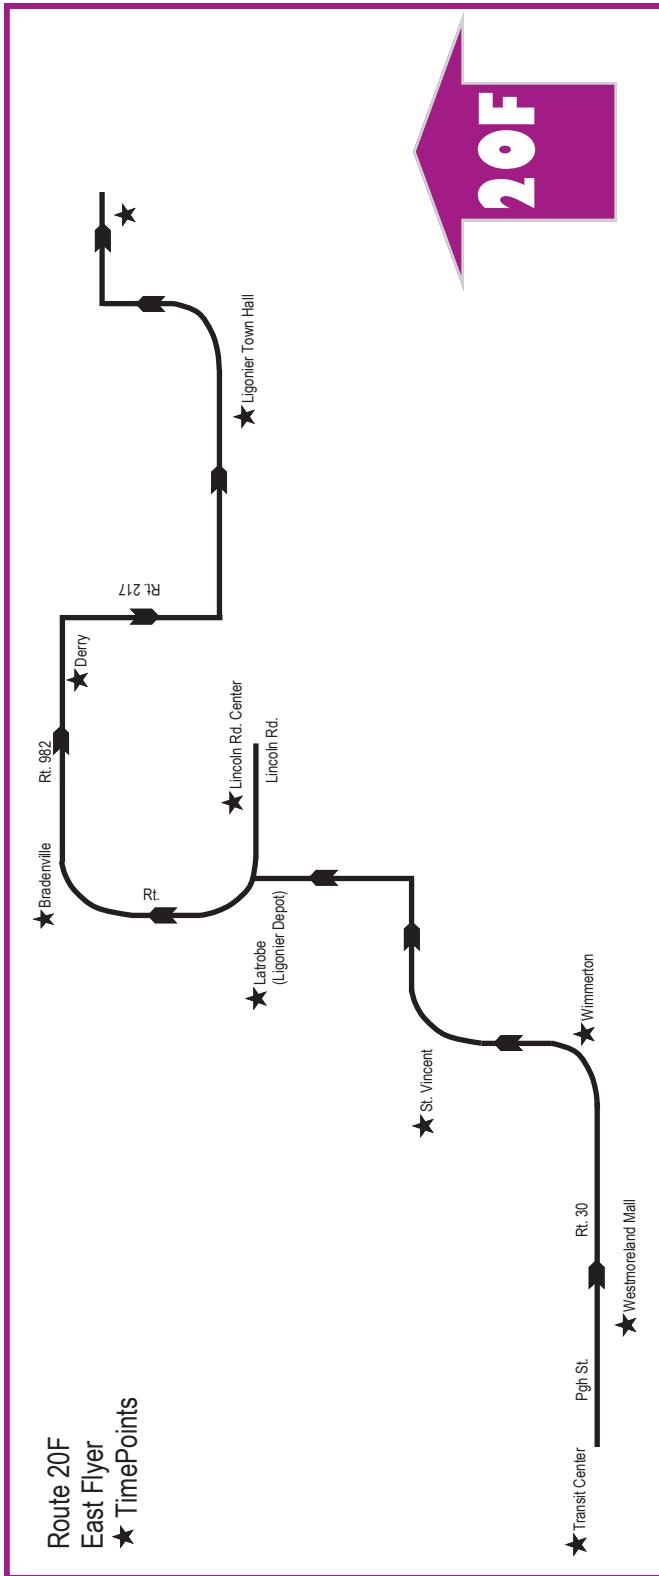 Route 20F
East Flyer
TimePoints
Transit Center
Pgh St.
Westmoreland Mall
Rt. 30
Wimmerton
St. Vincent
Latrobe
(Ligonier Depot)
Lincoln Rd. Center
Lincoln Rd.
Rt.
Bradenville
Rt. 982
Derry
Rt. 217
Ligonier Town Hall
20F